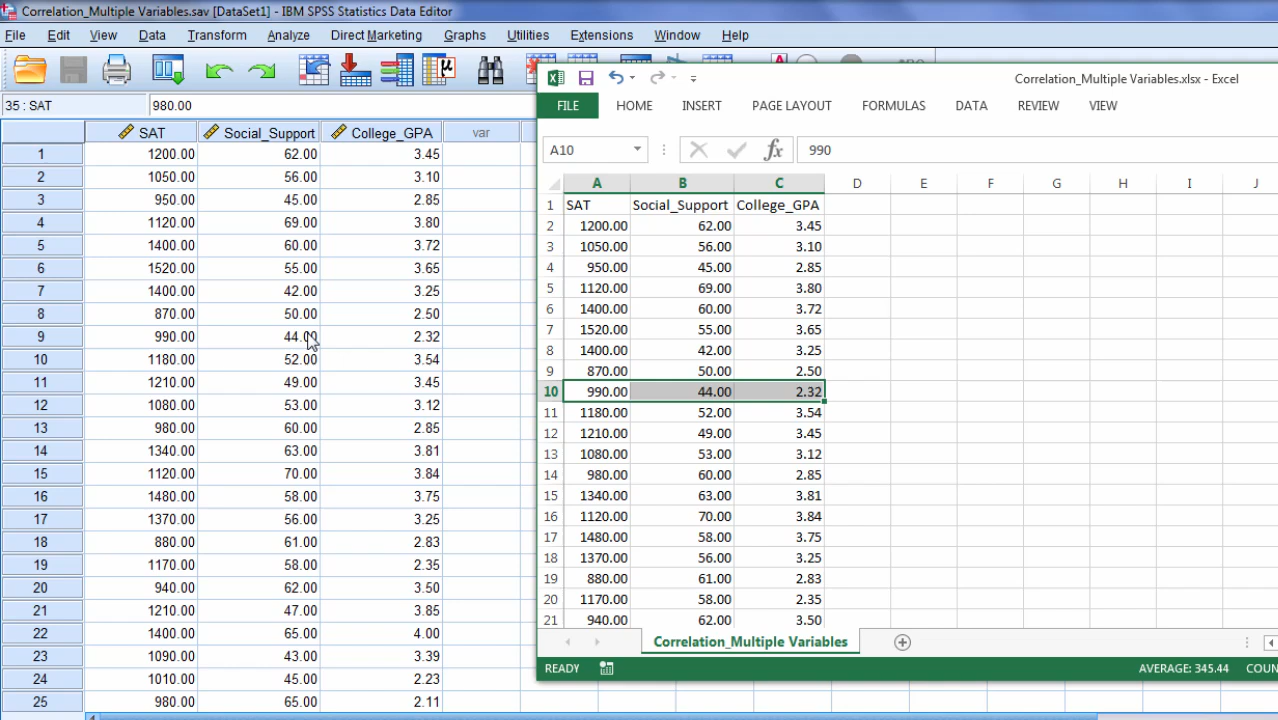 Correlation_Multiple Variables.sav [DataSet1] - IBM SPSS Statistics Data Editor
File Edit View Data Transform Analyze Direct Marketing Graphs Utilities Extensions Window Help
35 : SAT 980.00
SAT Social_Support College_GPA var
1 1200.00 62.00 3.45
2 1050.00 56.00 3.10
3 950.00 45.00 2.85
4 1120.00 69.00 3.80
5 1400.00 60.00 3.72
6 1520.00 55.00 3.65
7 1400.00 42.00 3.25
8 870.00 50.00 2.50
9 990.00 44.00 2.32
10 1180.00 52.00 3.54
11 1210.00 49.00 3.45
12 1080.00 53.00 3.12
13 980.00 60.00 2.85
14 1340.00 63.00 3.81
15 1120.00 70.00 3.84
16 1480.00 58.00 3.75
17 1370.00 56.00 3.25
18 880.00 61.00 2.83
19 1170.00 58.00 2.35
20 940.00 62.00 3.50
21 1210.00 47.00 3.85
22 1400.00 65.00 4.00
23 1090.00 43.00 3.39
24 1010.00 45.00 2.23
25 980.00 65.00 2.11
Correlation_Multiple Variables.xlsx - Excel
FILE HOME INSERT PAGE LAYOUT FORMULAS DATA REVIEW VIEW
A10 fx 990
A B C D E F G H I J
1 SAT Social_Support College_GPA
2 1200.00 62.00 3.45
3 1050.00 56.00 3.10
4 950.00 45.00 2.85
5 1120.00 69.00 3.80
6 1400.00 60.00 3.72
7 1520.00 55.00 3.65
8 1400.00 42.00 3.25
9 870.00 50.00 2.50
10 990.00 44.00 2.32
11 1180.00 52.00 3.54
12 1210.00 49.00 3.45
13 1080.00 53.00 3.12
14 980.00 60.00 2.85
15 1340.00 63.00 3.81
16 1120.00 70.00 3.84
17 1480.00 58.00 3.75
18 1370.00 56.00 3.25
19 880.00 61.00 2.83
20 1170.00 58.00 2.35
21 940.00 62.00 3.50
Correlation_Multiple Variables
READY AVERAGE: 345.44 COUN